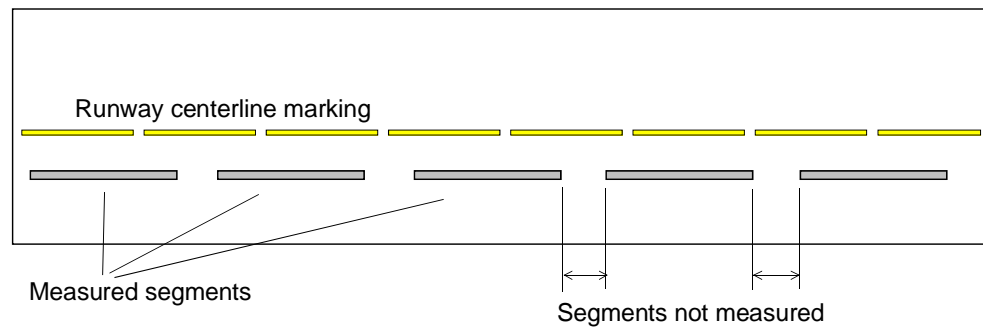 Runway centerline marking
Measured segments
Segments not measured